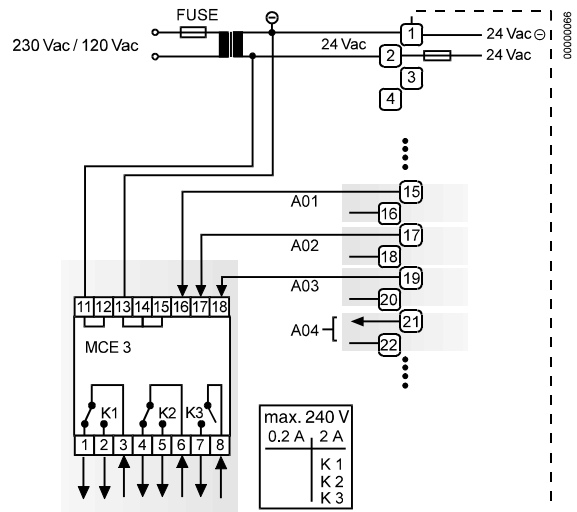 FUSE
⊖
00000066
230 Vac / 120 Vac
24 Vac
1
24 Vac ⊖
2
24 Vac
3
4
15
A01
16
17
A02
18
19
A03
20
21
A04
22
11 12 13 14 15 16 17 18
MCE 3
K1 K2 K3
1 2 3 4 5 6 7 8
max. 240 V
0.2 A 2 A
K 1
K 2
K 3